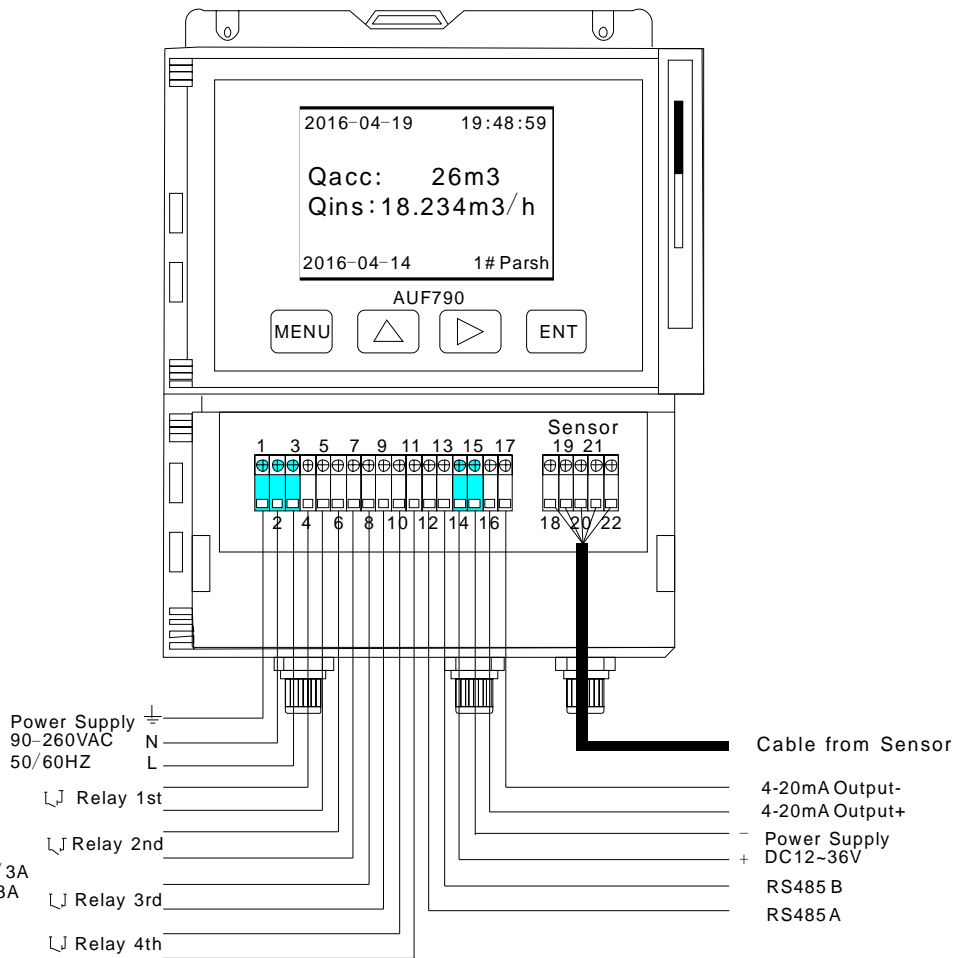 2016-04-19 19:48:59
Qacc: 26m3
Qins:18.234m3/h
2016-04-14 1# Parsh
AUF790
MENU ENT
Sensor
1 3 5 7 9 11 13 15 17 19 21
2 4 6 8 10 12 14 16 18 20 22
Power Supply
90-260VAC N
50/60HZ L
Relay 1st
Relay 2nd
/3A
3A
Relay 3rd
Relay 4th
Cable from Sensor
4-20mA Output-
4-20mA Output+
- Power Supply
+ DC12~36V
RS485 B
RS485 A